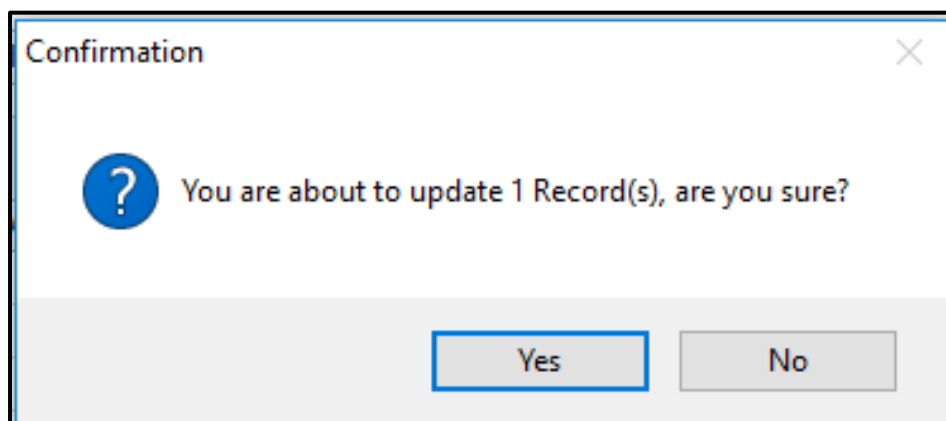 Confirmation
You are about to update 1 Record(s), are you sure?
Yes
No